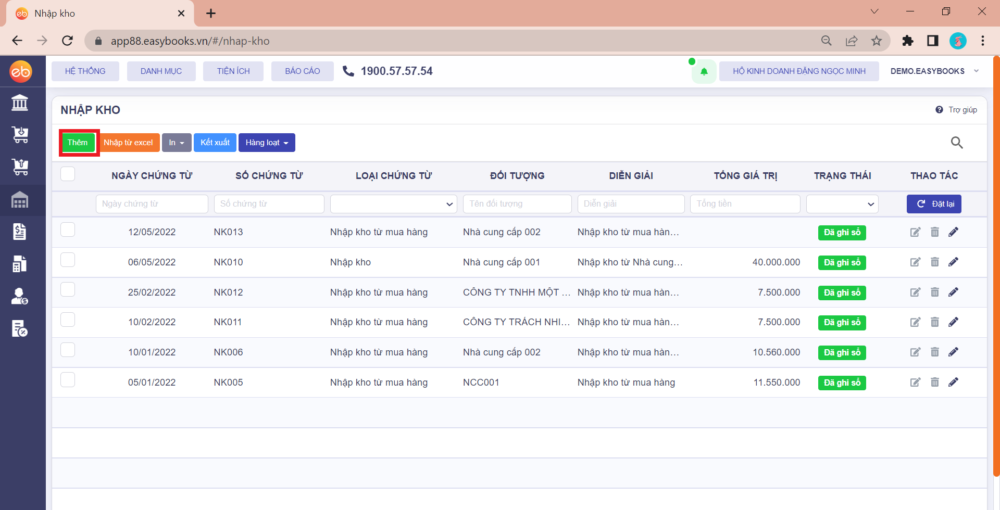 Nhập kho
app88.easybooks.vn/#/nhap-kho
eb
HỆ THỐNG
DANH MỤC
TIỆN ÍCH
BÁO CÁO
1900.57.57.54
HỘ KINH DOANH ĐẶNG NGỌC MINH
DEMO.EASYBOOKS
NHẬP KHO
Trợ giúp
Thêm
Nhập từ excel
In
Kết xuất
Hàng loạt
NGÀY CHỨNG TỪ SỐ CHỨNG TỪ LOẠI CHỨNG TỪ ĐỐI TƯỢNG DIỄN GIẢI TỔNG GIÁ TRỊ TRẠNG THÁI THAO TÁC
Ngày chứng từ Số chứng từ Tên đối tượng Diễn giải Tổng tiền Đặt lại
12/05/2022 NK013 Nhập kho từ mua hàng Nhà cung cấp 002 Nhập kho từ mua hàn... Đã ghi sổ
06/05/2022 NK010 Nhập kho Nhà cung cấp 001 Nhập kho từ Nhà cung... 40.000.000 Đã ghi sổ
25/02/2022 NK012 Nhập kho từ mua hàng CÔNG TY TNHH MỘT ... Nhập kho từ mua hàn... 7.500.000 Đã ghi sổ
10/02/2022 NK011 Nhập kho từ mua hàng CÔNG TY TRÁCH NHI... Nhập kho từ mua hàn... 7.500.000 Đã ghi sổ
10/01/2022 NK006 Nhập kho từ mua hàng Nhà cung cấp 002 Nhập kho từ mua hàn... 10.560.000 Đã ghi sổ
05/01/2022 NK005 Nhập kho từ mua hàng NCC001 Nhập kho từ mua hàng 11.550.000 Đã ghi sổ